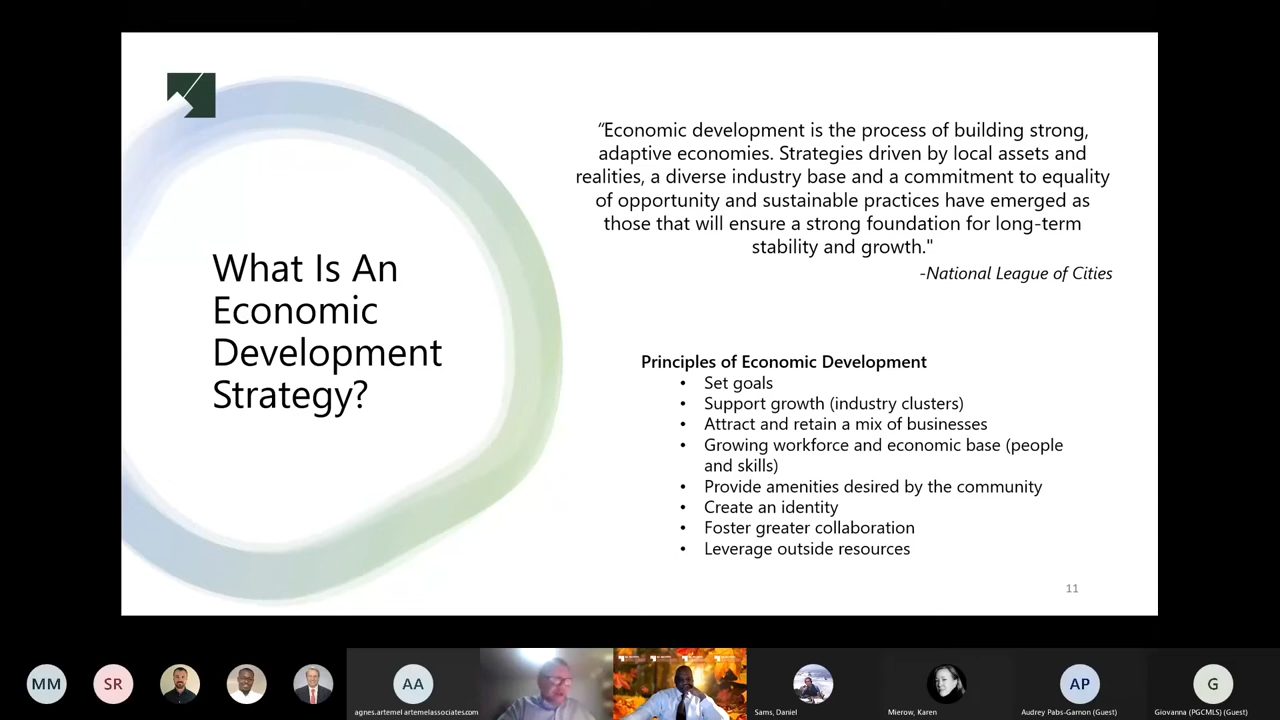 What Is An
Economic
Development
Strategy?
“Economic development is the process of building strong,
adaptive economies. Strategies driven by local assets and
realities, a diverse industry base and a commitment to equality
of opportunity and sustainable practices have emerged as
those that will ensure a strong foundation for long-term
stability and growth."
-National League of Cities
Principles of Economic Development
• Set goals
• Support growth (industry clusters)
• Attract and retain a mix of businesses
• Growing workforce and economic base (people
and skills)
• Provide amenities desired by the community
• Create an identity
• Foster greater collaboration
• Leverage outside resources
11
MM
SR
AA
agnes.artemel artemelassociates.com
Sams, Daniel
Mierow, Karen
AP
Audrey Pabs-Garnon (Guest)
G
Giovanna (PGCMLS) (Guest)